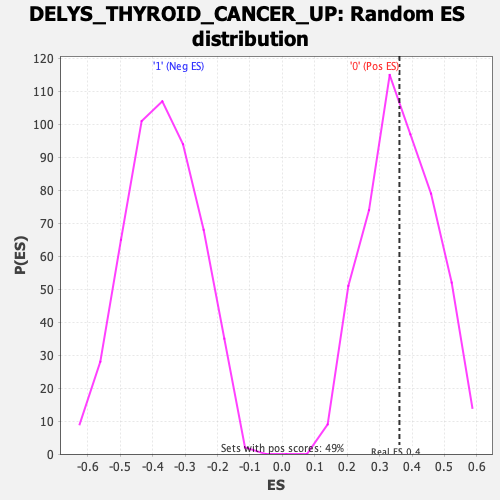 DELYS_THYROID_CANCER_UP: Random ES
distribution
'1' (Neg ES)
'0' (Pos ES)
120
110
100
90
80
70
60
50
40
30
20
10
0
P(ES)
Sets with pos scores: 49%
Real ES 0.4
-0.6 -0.5 -0.4 -0.3 -0.2 -0.1 0.0 0.1 0.2 0.3 0.4 0.5 0.6
ES